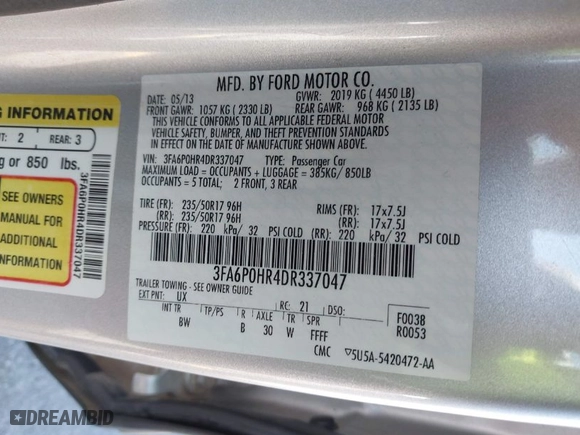 G INFORMATION
NT: 2 REAR: 3
g or 850 lbs.
SEE OWNERS
MANUAL FOR
ADDITIONAL
INFORMATION
3FA6P0HR4DR337047
MFD. BY FORD MOTOR CO.
DATE: 05/13 GVWR: 2019 KG ( 4450 LB)
FRONT GAWR: 1057 KG ( 2330 LB) REAR GAWR: 968 KG ( 2135 LB)
THIS VEHICLE CONFORMS TO ALL APPLICABLE FEDERAL MOTOR
VEHICLE SAFETY, BUMPER, AND THEFT PREVENTION STANDARDS
IN EFFECT ON THE DATE OF MANUFACTURE SHOWN ABOVE
VIN: 3FA6P0HR4DR337047 TYPE: Passenger Car
MAXIMUM LOAD = OCCUPANTS + LUGGAGE = 385KG/ 850LB
OCCUPANTS = 5 TOTAL; 2 FRONT, 3 REAR
TIRE (FR): 235/50R17 96H RIMS (FR): 17x7.5J
(RR): 235/50R17 96H (RR): 17x7.5J
PRESSURE (FR): 220 kPa/ 32 PSI COLD (RR): 220 kPa/ 32 PSI COLD
3FA6P0HR4DR337047
TRAILER TOWING - SEE OWNER GUIDE
EXT PNT: UX RC: 21 DSO: F0038
INT TR TP/PS R AXLE TR SPR R0053
BW B 30 W FFFF
CMC ▽5U5A-5420472-AA
DREAMBID